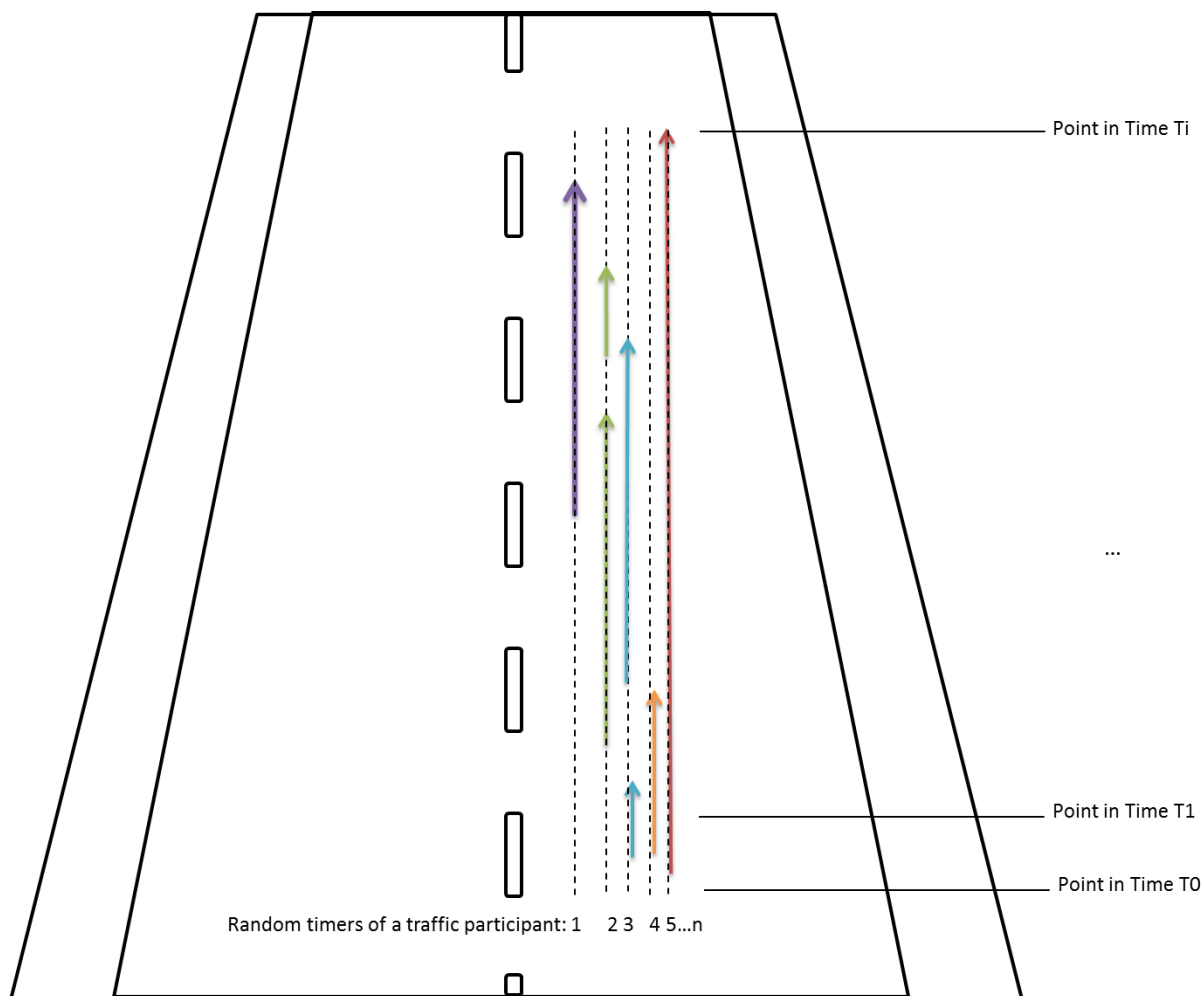 Point in Time Ti
...
Point in Time T1
Point in Time T0
Random timers of a traffic participant: 1 2 3 4 5...n